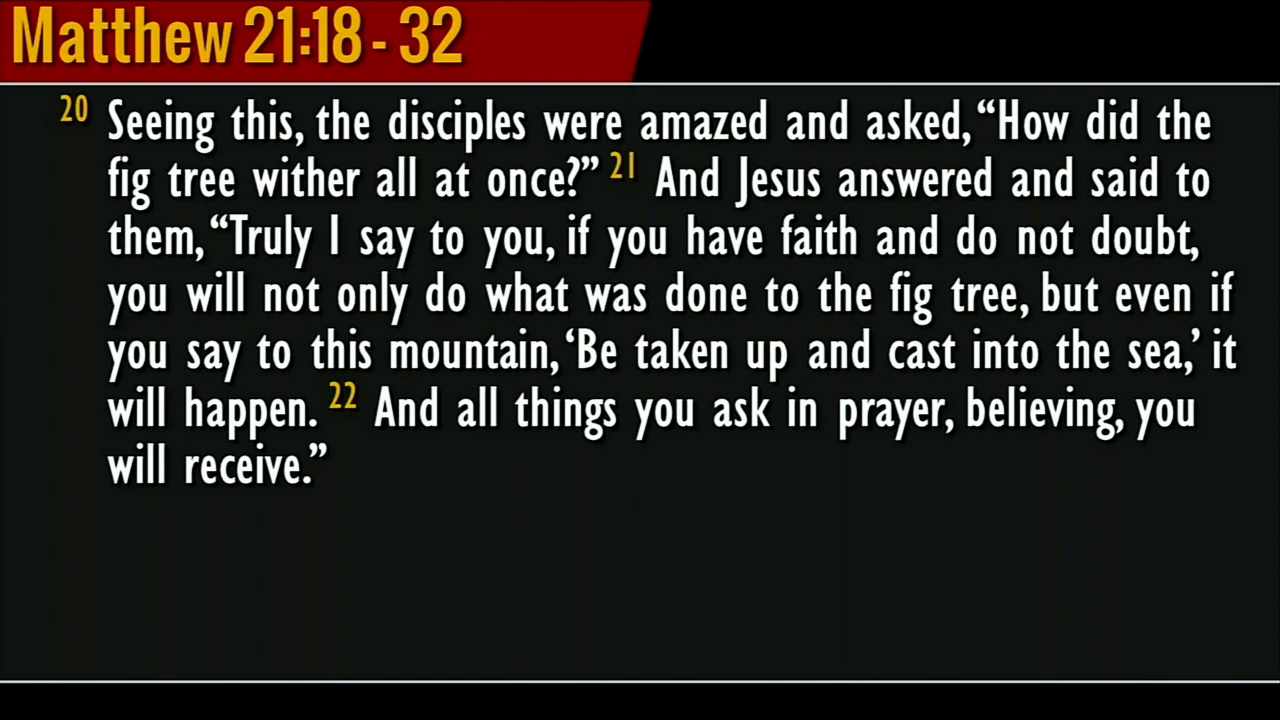 Matthew 21:18 - 32
20 Seeing this, the disciples were amazed and asked, “How did the
fig tree wither all at once?” 21 And Jesus answered and said to
them, “Truly I say to you, if you have faith and do not doubt,
you will not only do what was done to the fig tree, but even if
you say to this mountain, ‘Be taken up and cast into the sea,’ it
will happen. 22 And all things you ask in prayer, believing, you
will receive.”